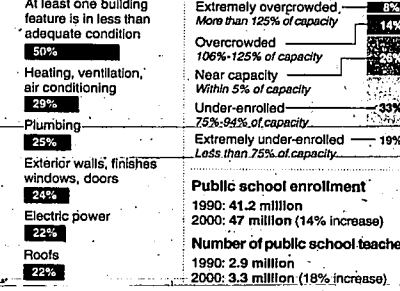 At least one building
feature is in less than
adequate condition
50%
Heating, ventilation,
air conditioning
29%
Plumbing
25%
Exterior walls, finishes
windows, doors
24%
Electric power
22%
Roofs
22%
Extremely overcrowded
More than 125% of capacity
8%
Overcrowded
106%-125% of capacity
14%
Near capacity
Within 5% of capacity
26%
Under-enrolled
75%-94% of capacity
33%
Extremely under-enrolled
Less than 75% of capacity
19%
Public school enrollment
1990: 41.2 million
2000: 47 million (14% increase)
Number of public school teache
1990: 2.9 million
2000: 3.3 million (18% increase)